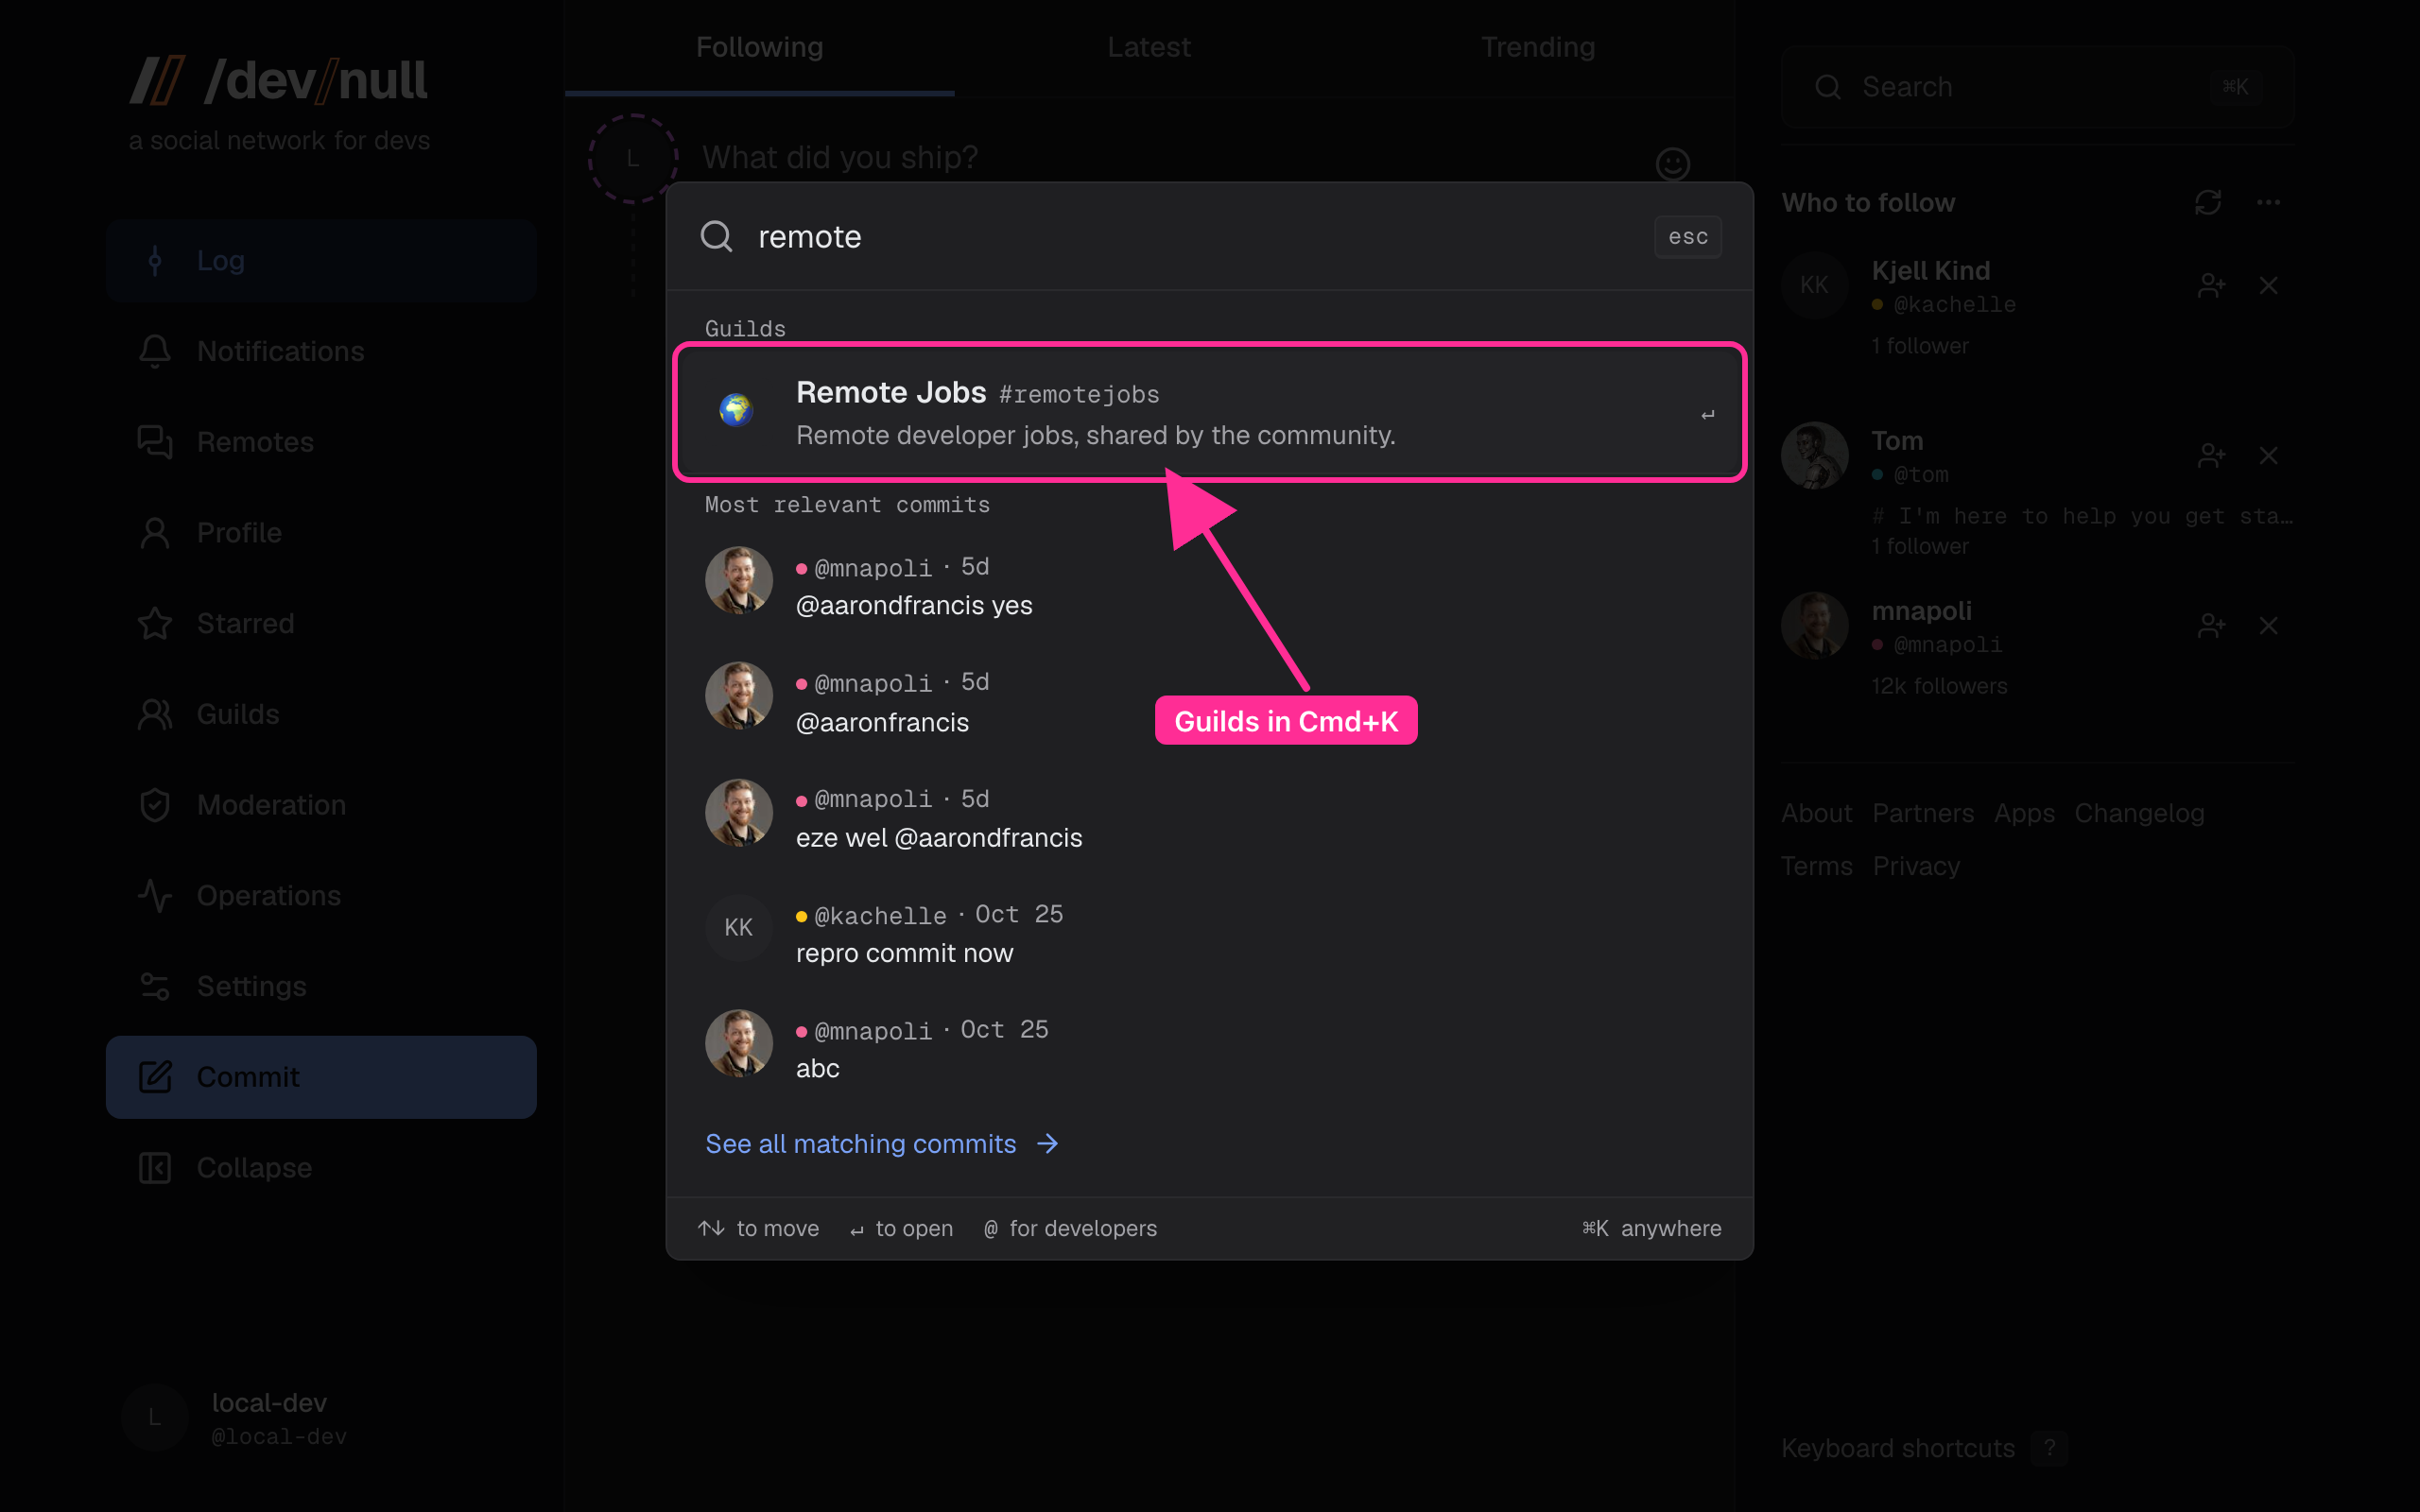 /dev//null
a social network for devs
Log
Notifications
Remotes
Profile
Starred
Guilds
Moderation
Operations
Settings
Commit
Collapse
L
local-dev
@local-dev
Following
Latest
Trending
L
What did you ship?
remote
esc
Guilds
Remote Jobs #remotejobs
Remote developer jobs, shared by the community.
↵
Most relevant commits
@mnapoli · 5d
@aarondfrancis yes
@mnapoli · 5d
@aaronfrancis
@mnapoli · 5d
eze wel @aarondfrancis
KK
@kachelle · Oct 25
repro commit now
@mnapoli · Oct 25
abc
Guilds in Cmd+K
See all matching commits →
↑↓ to move ↵ to open @ for developers ⌘K anywhere
Search ⌘K
Who to follow
KK
Kjell Kind
@kachelle
1 follower
Tom
@tom
# I'm here to help you get sta…
1 follower
mnapoli
@mnapoli
12k followers
About Partners Apps Changelog
Terms Privacy
Keyboard shortcuts ?